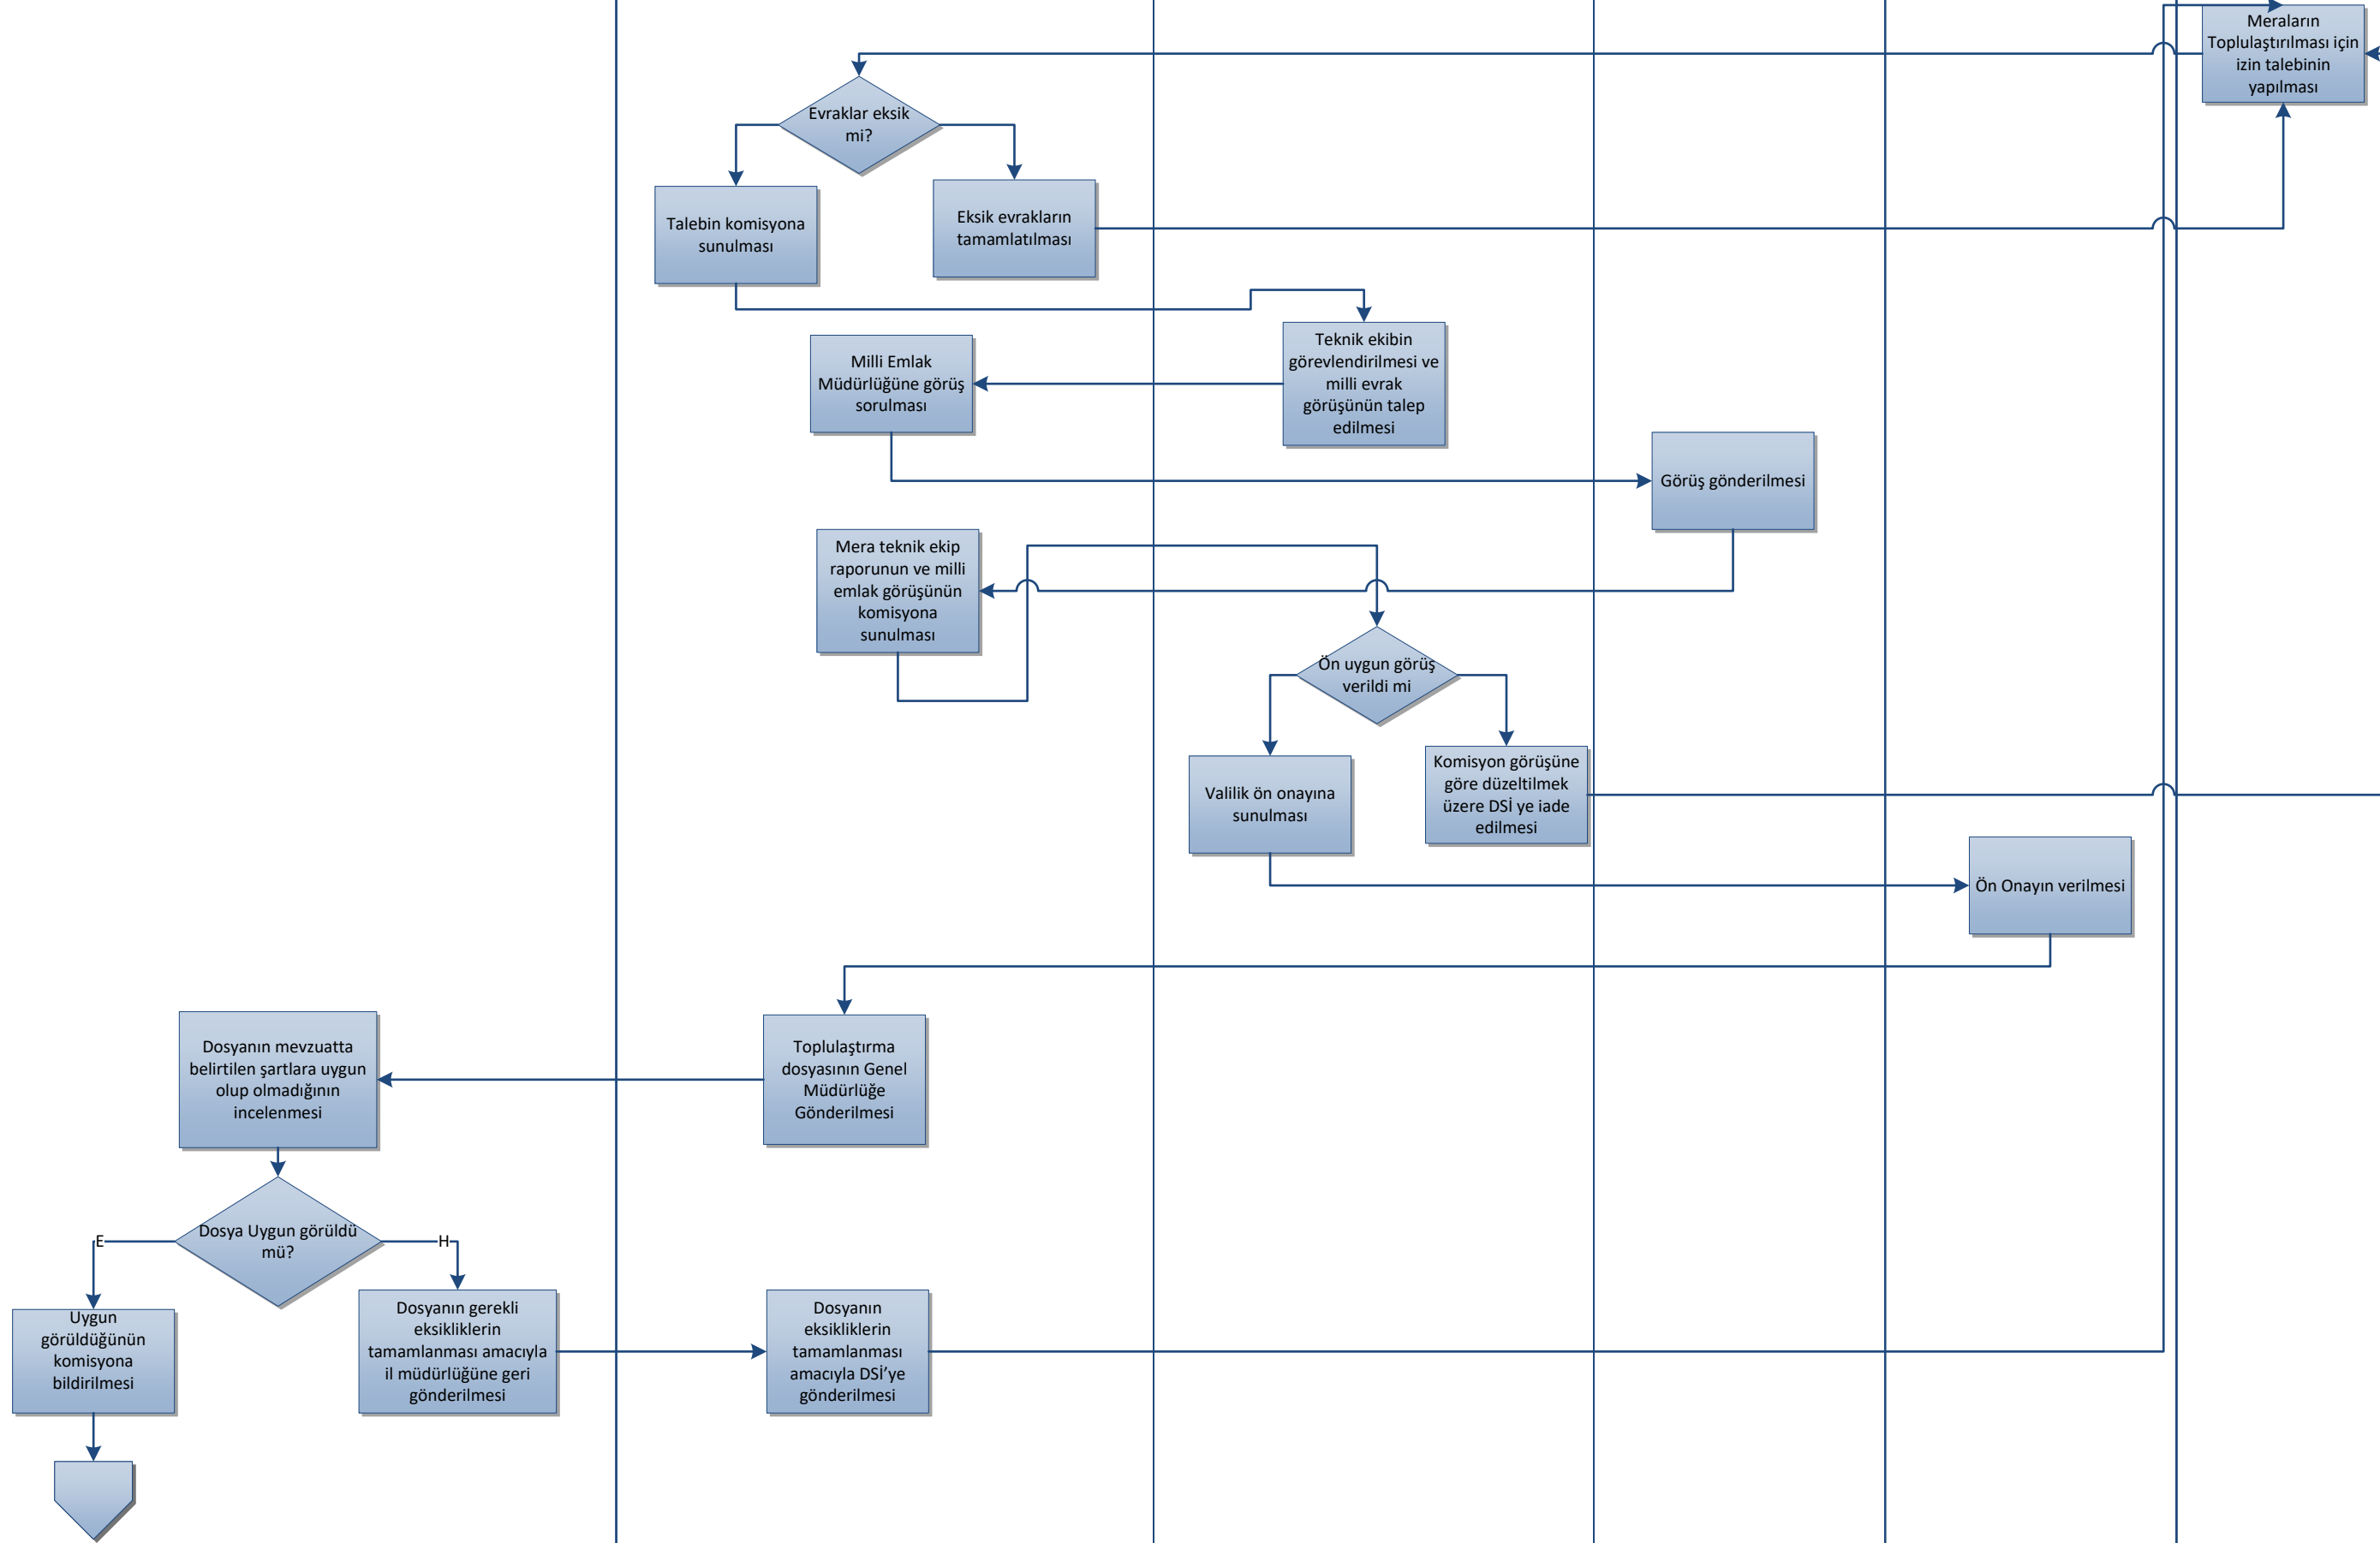 Meraların
Toplulaştırılması için
izin talebinin
yapılması
Evraklar eksik
mi?
Talebin komisyona
sunulması
Eksik evrakların
tamamlatılması
Teknik ekibin
görevlendirilmesi ve
milli evrak
görüşünün talep
edilmesi
Milli Emlak
Müdürlüğüne görüş
sorulması
Görüş gönderilmesi
Mera teknik ekip
raporunun ve milli
emlak görüşünün
komisyona
sunulması
Ön uygun görüş
verildi mi
Valilik ön onayına
sunulması
Komisyon görüşüne
göre düzeltilmek
üzere DSİ ye iade
edilmesi
Ön Onayın verilmesi
Toplulaştırma
dosyasının Genel
Müdürlüğe
Gönderilmesi
Dosyanın mevzuatta
belirtilen şartlara uygun
olup olmadığının
incelenmesi
Dosya Uygun görüldü
mü?
E
H
Uygun
görüldüğünün
komisyona
bildirilmesi
Dosyanın gerekli
eksikliklerin
tamamlanması amacıyla
il müdürlüğüne geri
gönderilmesi
Dosyanın
eksikliklerin
tamamlanması
amacıyla DSİ’ye
gönderilmesi